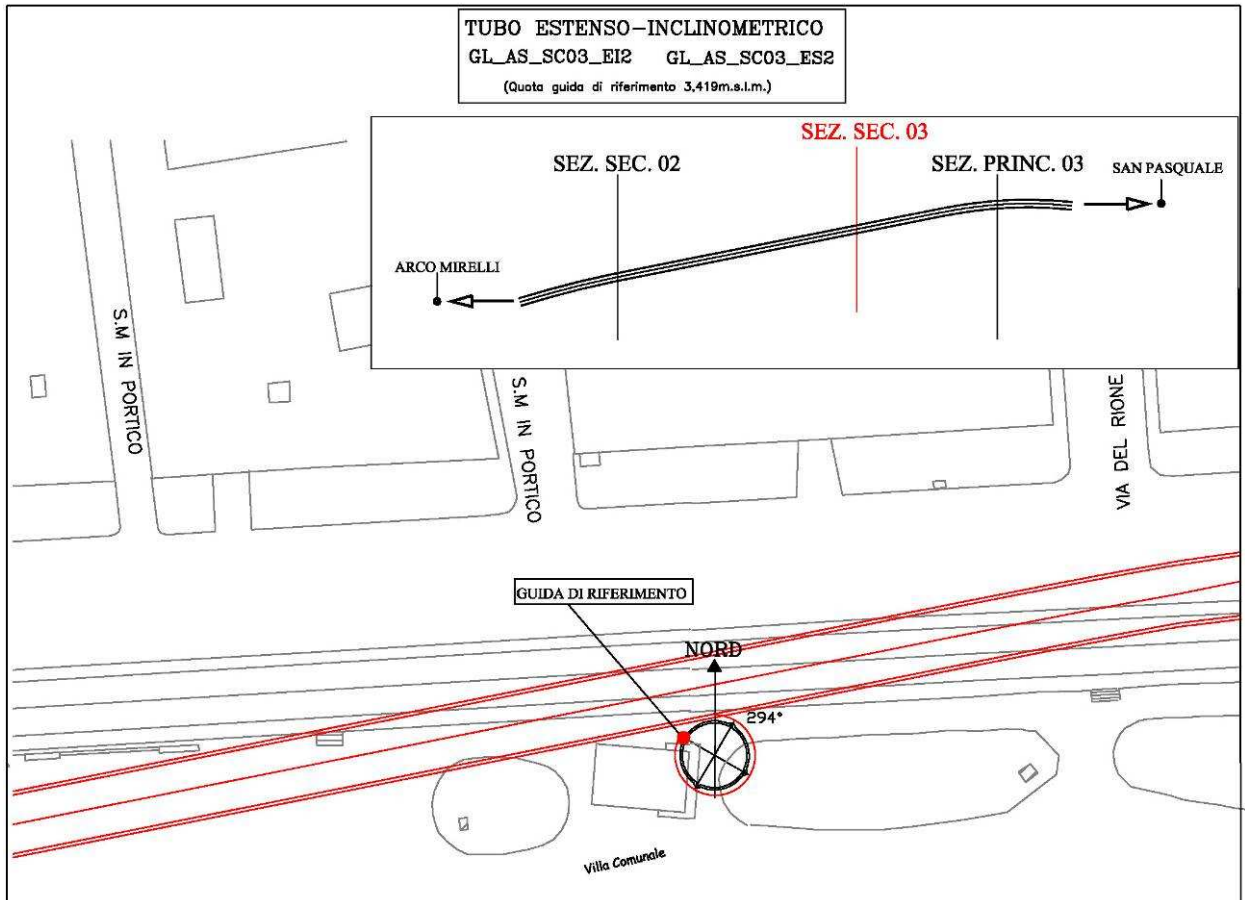 TUBO ESTENSO-INCLINOMETRICO
GL_AS_SC03_EI2 GL_AS_SC03_ES2
(Quota guida di riferimento 3,419m.s.l.m.)
SEZ. SEC. 03
SEZ. SEC. 02
SEZ. PRINC. 03
SAN PASQUALE
ARCO MIRELLI
S.M IN PORTICO
S.M IN PORTICO
VIA DEL RIONE
GUIDA DI RIFERIMENTO
NORD
294°
Villa Comunale